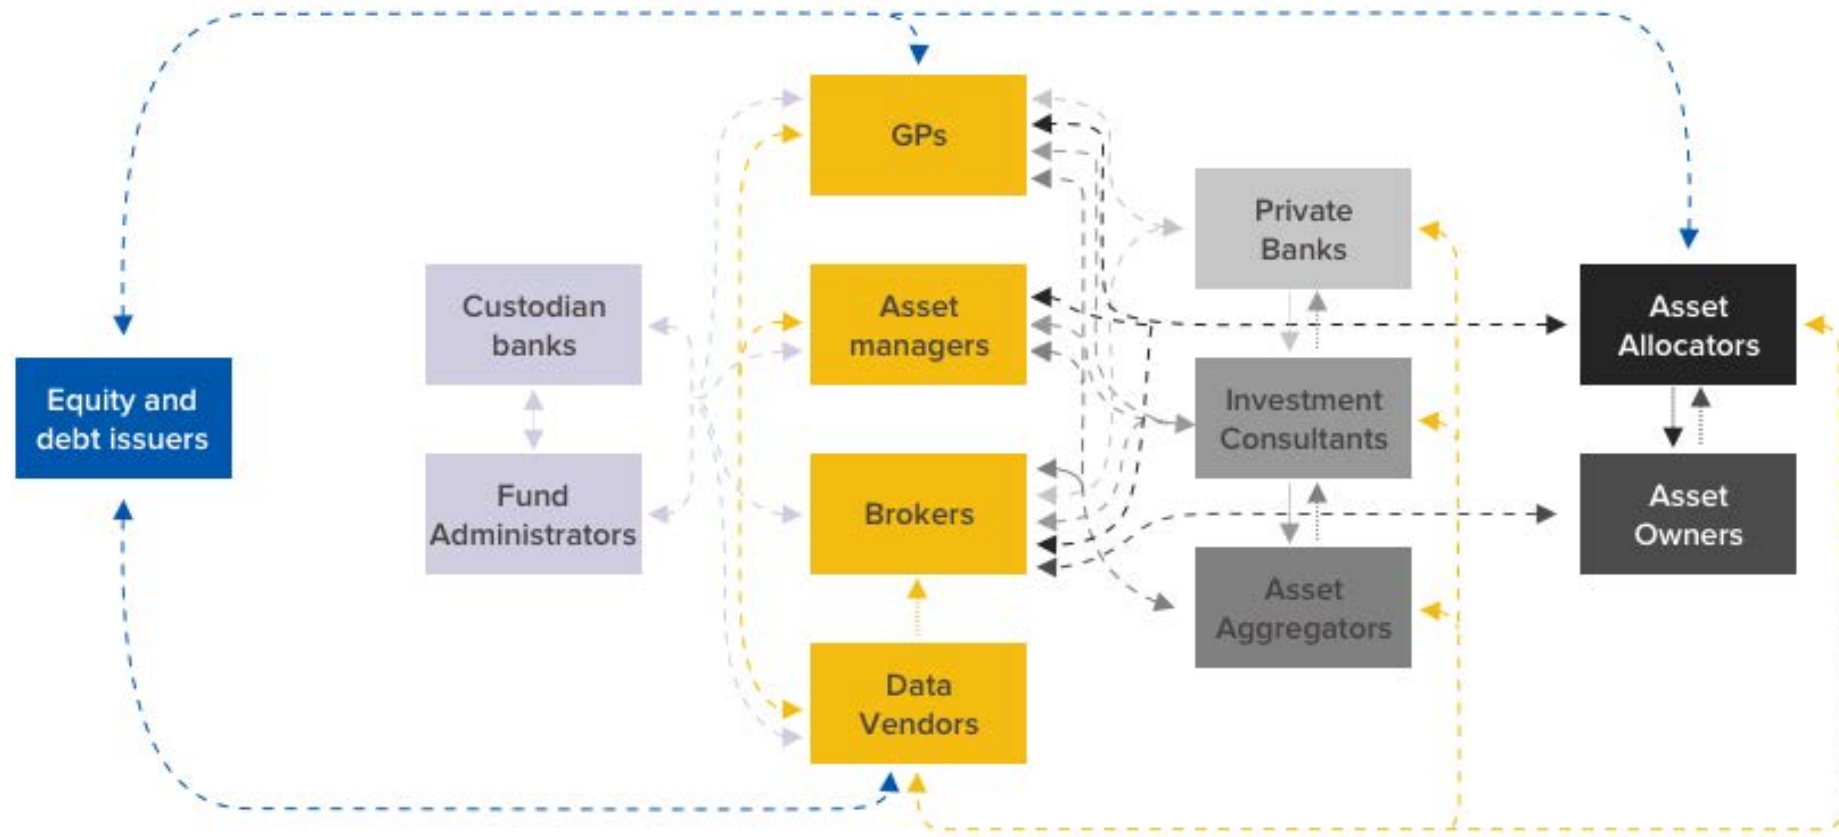 GPs
Private
Banks
Custodian
banks
Asset
managers
Asset
Allocators
Equity and
debt issuers
Investment
Consultants
Fund
Administrators
Brokers
Asset
Owners
Asset
Aggregators
Data
Vendors